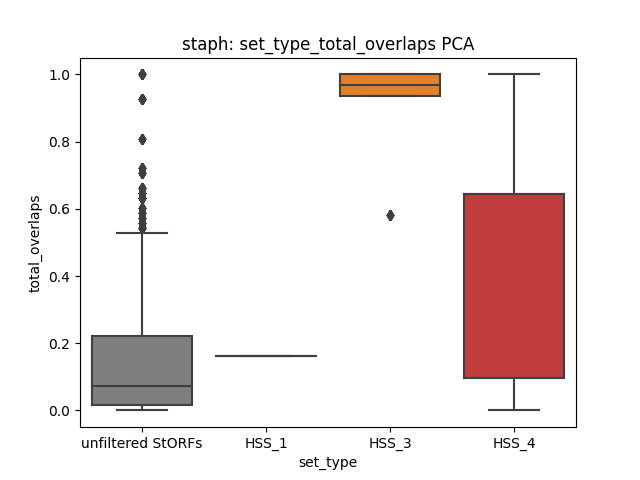 staph: set_type_total_overlaps PCA
1.0
0.8
0.6
0.4
0.2
0.0
total_overlaps
unfiltered StORFs HSS_1 HSS_3 HSS_4
set_type